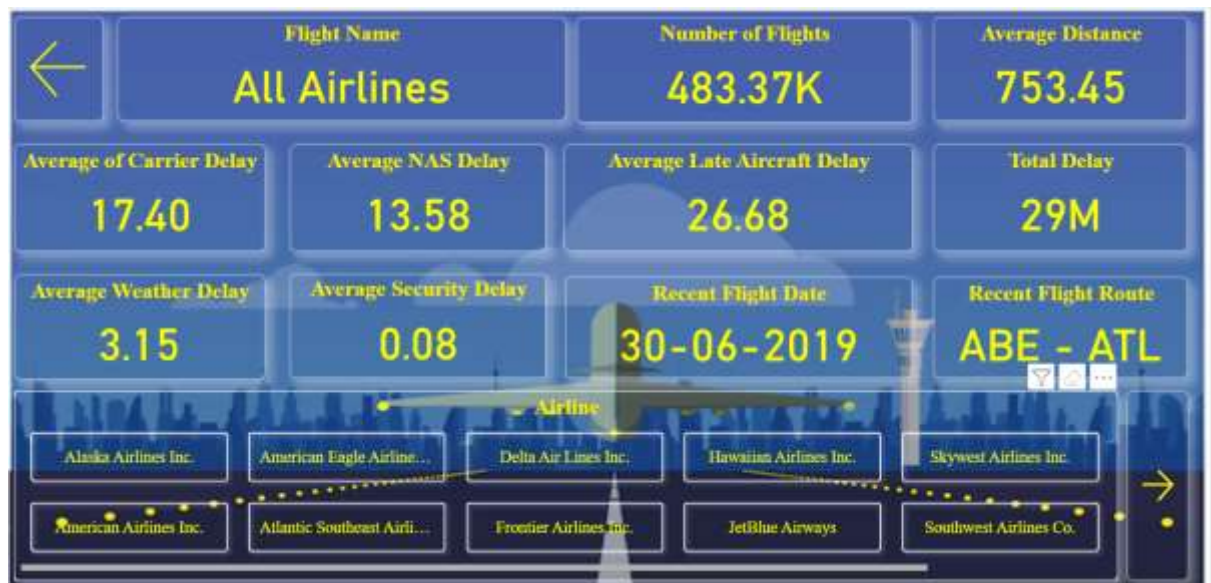 Flight Name
All Airlines
Number of Flights
483.37K
Average Distance
753.45
Average of Carrier Delay
17.40
Average NAS Delay
13.58
Average Late Aircraft Delay
26.68
Total Delay
29M
Average Weather Delay
3.15
Average Security Delay
0.08
Recent Flight Date
30-06-2019
Recent Flight Route
ABE - ATL
Airline
Alaska Airlines Inc.
American Eagle Airline...
Delta Air Lines Inc.
Hawaiian Airlines Inc.
Skywest Airlines Inc.
American Airlines Inc.
Atlantic Southeast Airli...
Frontier Airlines Inc.
JetBlue Airways
Southwest Airlines Co.